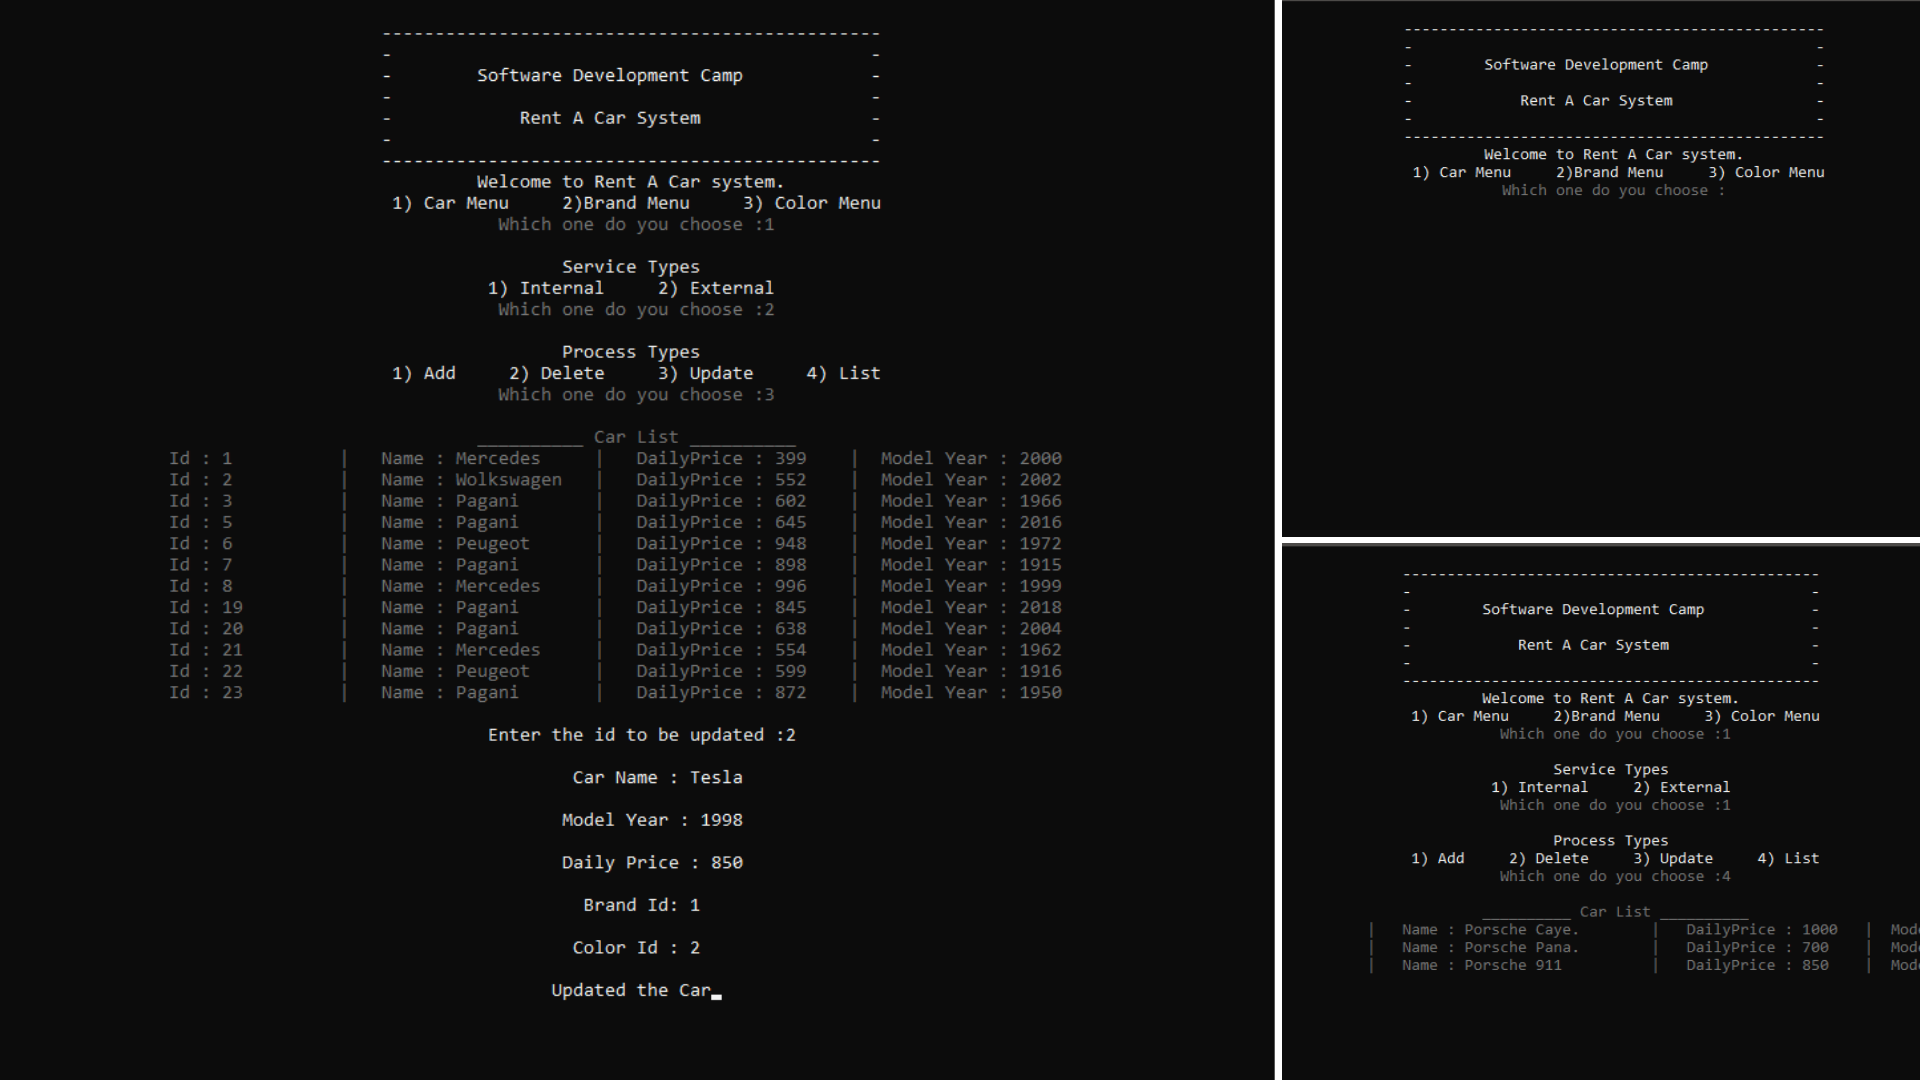 -----------------------------------------------
- -
- Software Development Camp -
- -
- Rent A Car System -
- -
-----------------------------------------------
Welcome to Rent A Car system.
1) Car Menu 2)Brand Menu 3) Color Menu
Which one do you choose :1
Service Types
1) Internal 2) External
Which one do you choose :2
Process Types
1) Add 2) Delete 3) Update 4) List
Which one do you choose :3
__________ Car List __________
Id : 1 | Name : Mercedes | DailyPrice : 399 | Model Year : 2000
Id : 2 | Name : Wolkswagen | DailyPrice : 552 | Model Year : 2002
Id : 3 | Name : Pagani | DailyPrice : 602 | Model Year : 1966
Id : 5 | Name : Pagani | DailyPrice : 645 | Model Year : 2016
Id : 6 | Name : Peugeot | DailyPrice : 948 | Model Year : 1972
Id : 7 | Name : Pagani | DailyPrice : 898 | Model Year : 1915
Id : 8 | Name : Mercedes | DailyPrice : 996 | Model Year : 1999
Id : 19 | Name : Pagani | DailyPrice : 845 | Model Year : 2018
Id : 20 | Name : Pagani | DailyPrice : 638 | Model Year : 2004
Id : 21 | Name : Mercedes | DailyPrice : 554 | Model Year : 1962
Id : 22 | Name : Peugeot | DailyPrice : 599 | Model Year : 1916
Id : 23 | Name : Pagani | DailyPrice : 872 | Model Year : 1950
Enter the id to be updated :2
Car Name : Tesla
Model Year : 1998
Daily Price : 850
Brand Id: 1
Color Id : 2
Updated the Car_
-----------------------------------------------
- -
- Software Development Camp -
- -
- Rent A Car System -
- -
-----------------------------------------------
Welcome to Rent A Car system.
1) Car Menu 2)Brand Menu 3) Color Menu
Which one do you choose :
-----------------------------------------------
- -
- Software Development Camp -
- -
- Rent A Car System -
- -
-----------------------------------------------
Welcome to Rent A Car system.
1) Car Menu 2)Brand Menu 3) Color Menu
Which one do you choose :1
Service Types
1) Internal 2) External
Which one do you choose :1
Process Types
1) Add 2) Delete 3) Update 4) List
Which one do you choose :4
__________ Car List __________
| Name : Porsche Caye. | DailyPrice : 1000 | Mod
| Name : Porsche Pana. | DailyPrice : 700 | Mod
| Name : Porsche 911 | DailyPrice : 850 | Mod